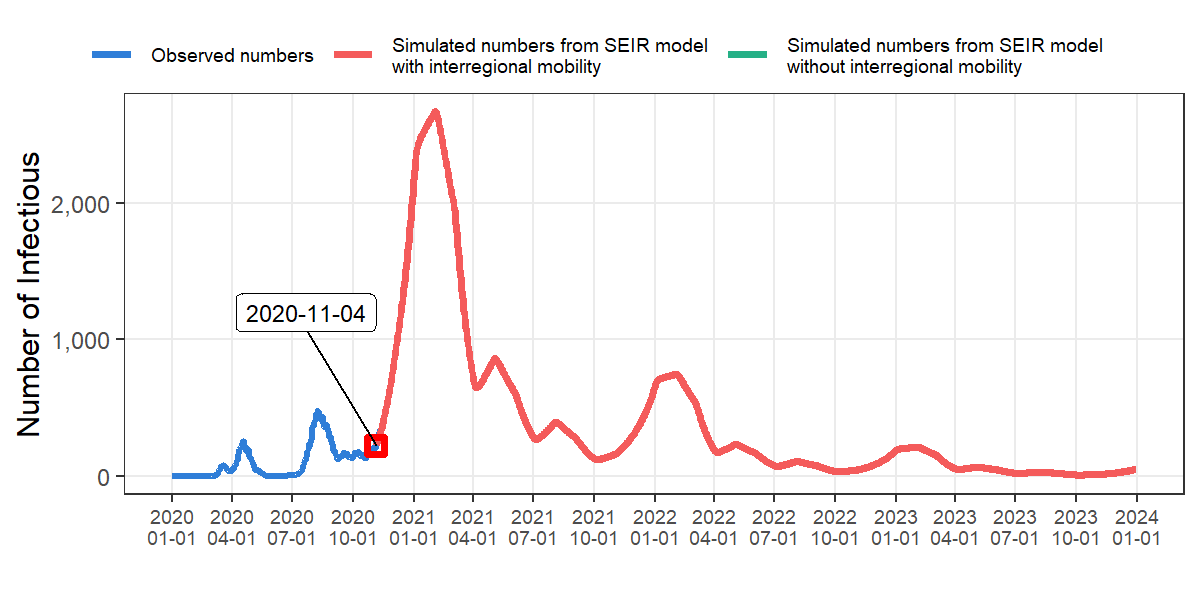 Observed numbers
Simulated numbers from SEIR model
with interregional mobility
Simulated numbers from SEIR model
without interregional mobility
Number of Infectious
2,000
1,000
0
2020-11-04
2020 2020 2020 2020 2021 2021 2021 2021 2022 2022 2022 2022 2023 2023 2023 2023 2024
01-01 04-01 07-01 10-01 01-01 04-01 07-01 10-01 01-01 04-01 07-01 10-01 01-01 04-01 07-01 10-01 01-01